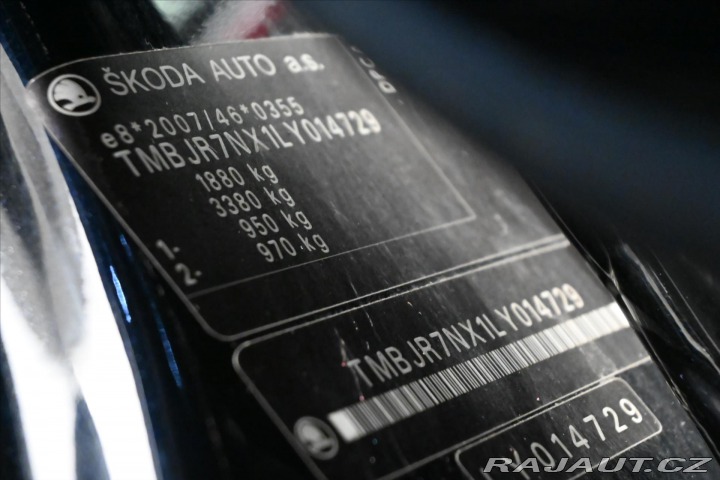 ŠKODA AUTO a.s.
e8*2007/46*0355
TMBJR7NX1LY014729
1880 kg
3380 kg
1- 950 kg
2- 970 kg
TMBJR7NX1LY014729
014729
RAJAUT.CZ